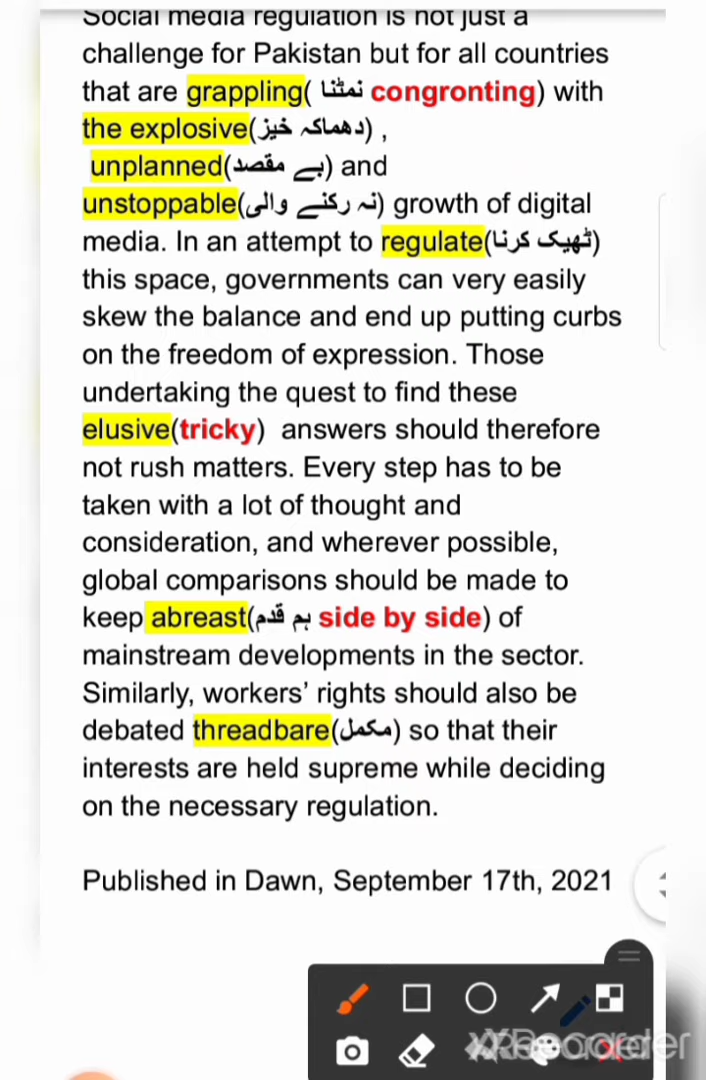 Social media regulation is not just a
challenge for Pakistan but for all countries
that are grappling( نمٹنا congronting) with
the explosive(دھماکہ خیز) ,
unplanned(بے مقصد) and
unstoppable(نہ رکنے والی) growth of digital
media. In an attempt to regulate(ٹھیک کرنا)
this space, governments can very easily
skew the balance and end up putting curbs
on the freedom of expression. Those
undertaking the quest to find these
elusive(tricky) answers should therefore
not rush matters. Every step has to be
taken with a lot of thought and
consideration, and wherever possible,
global comparisons should be made to
keep abreast(ہم قدم side by side) of
mainstream developments in the sector.
Similarly, workers’ rights should also be
debated threadbare(مکمل) so that their
interests are held supreme while deciding
on the necessary regulation.
Published in Dawn, September 17th, 2021
XRecorder